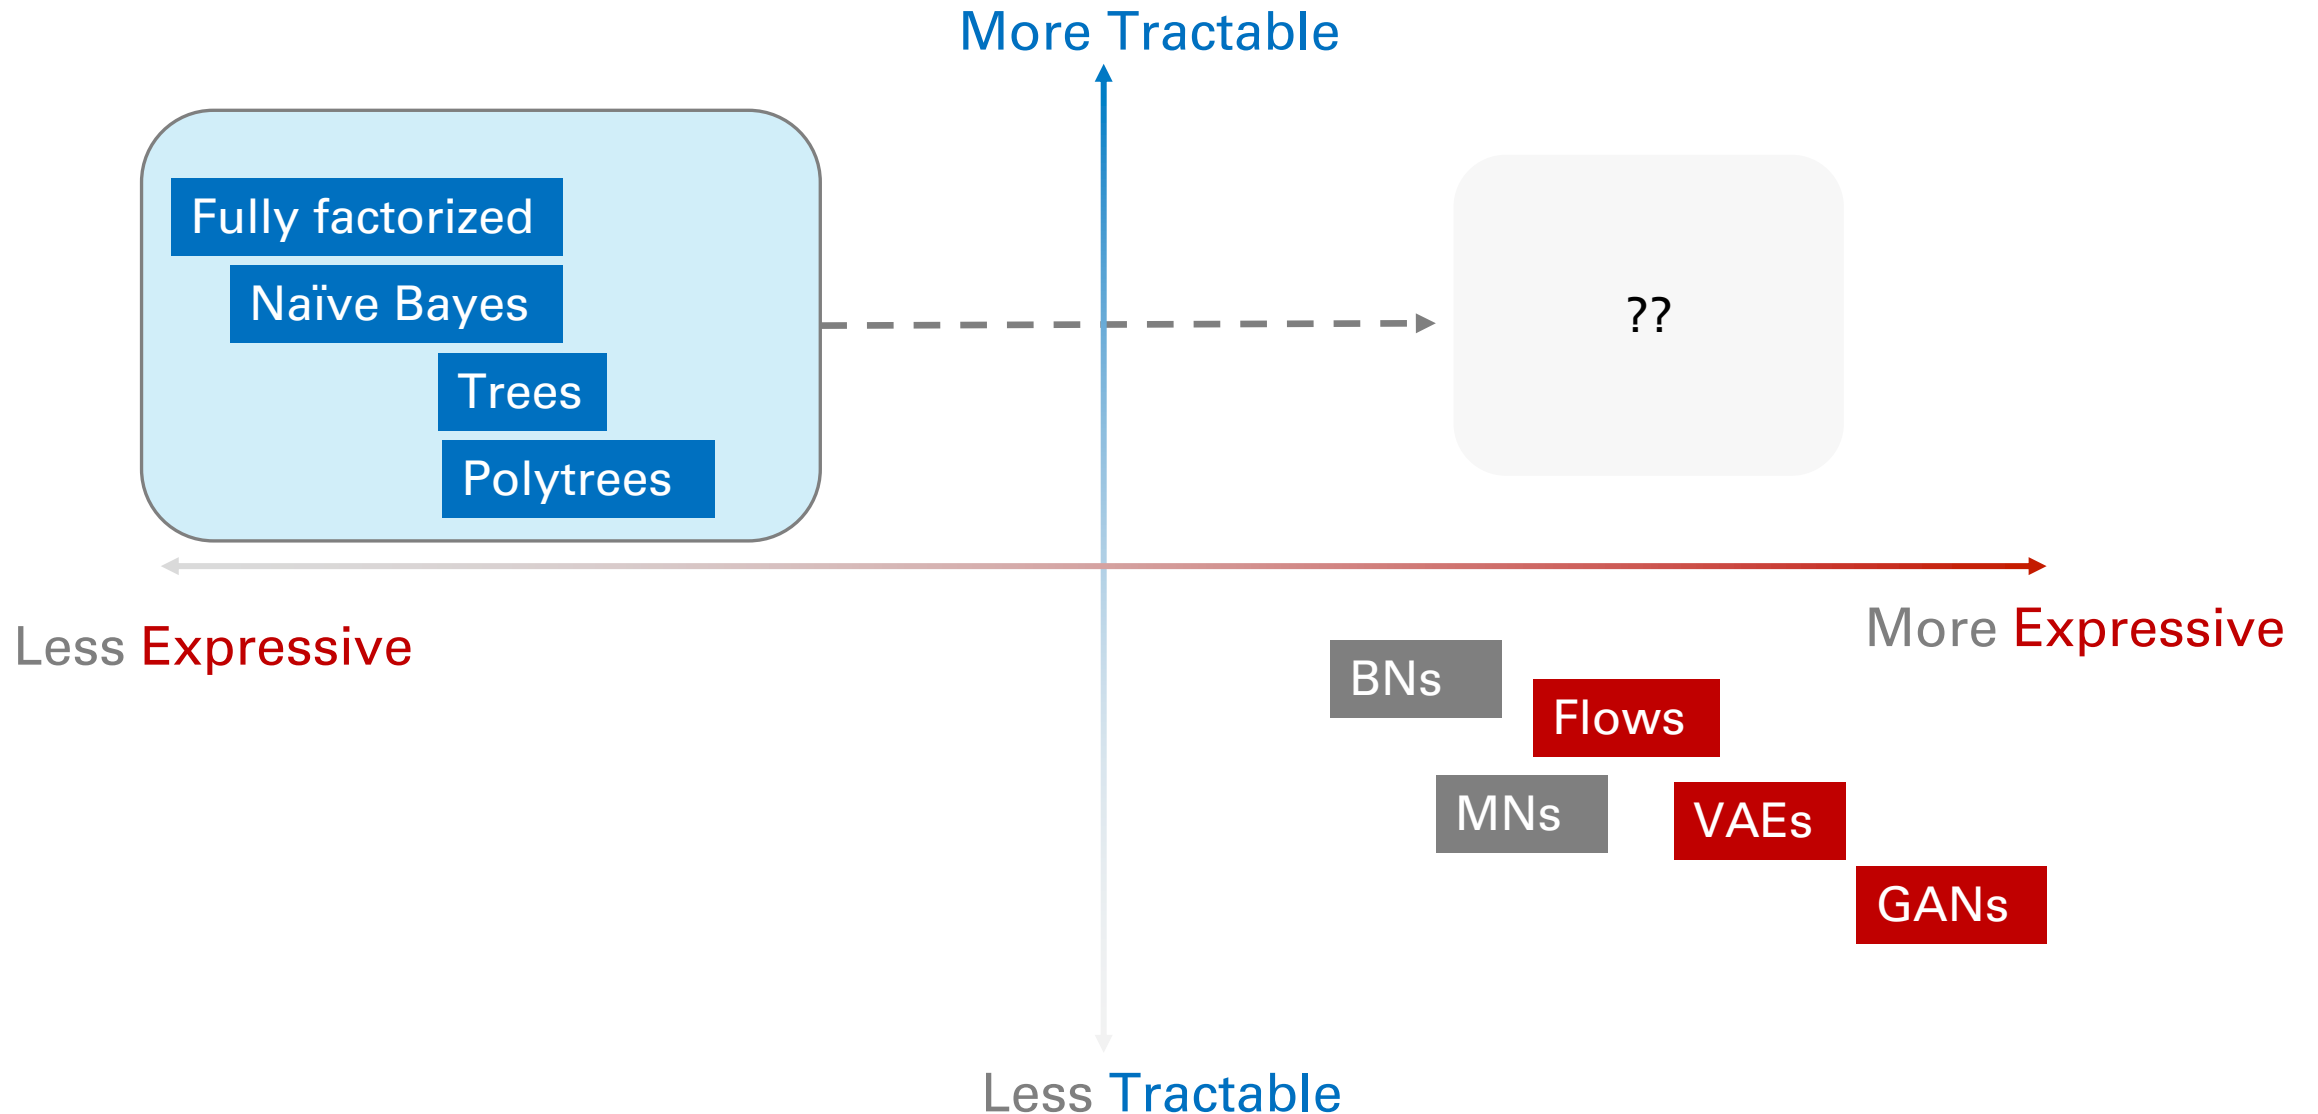 More Tractable
Fully factorized
Naïve Bayes
Trees
Polytrees
??
Less Expressive
More Expressive
BNs
Flows
MNs
VAEs
GANs
Less Tractable